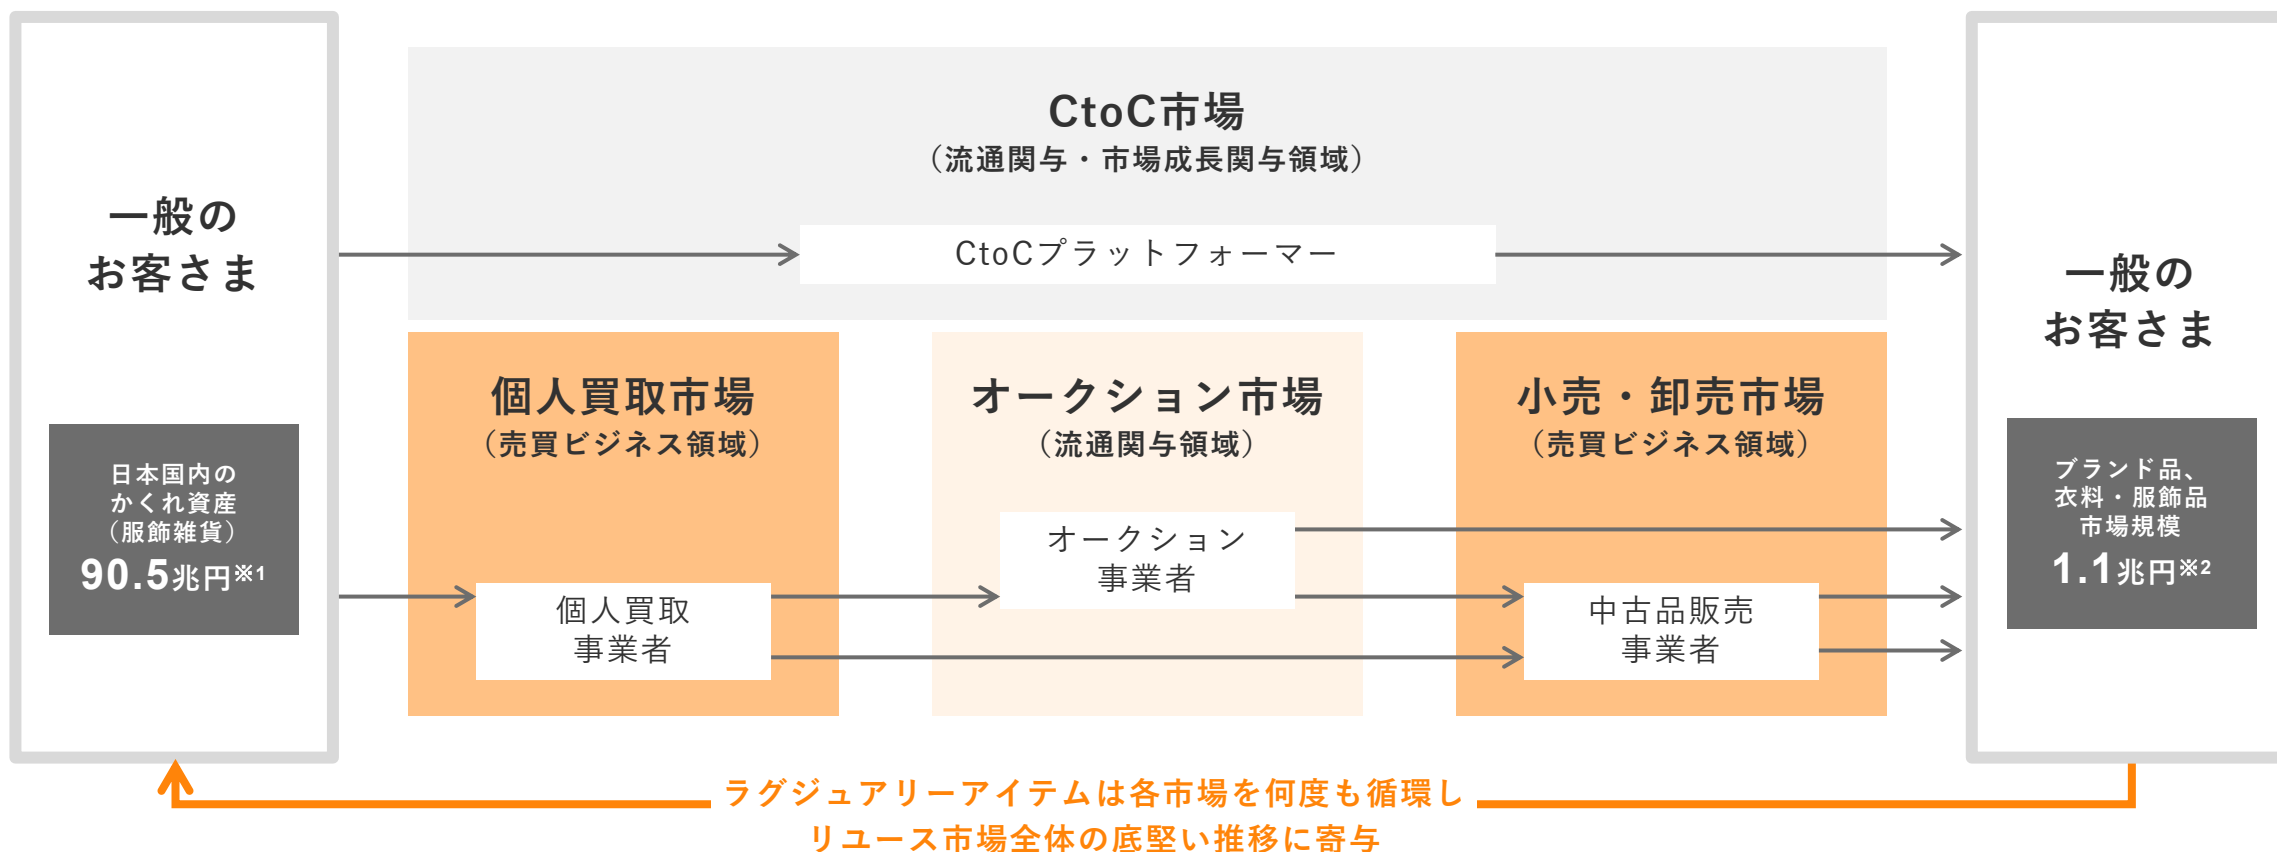 一般の
お客さま
日本国内の
かくれ資産
（服飾雑貨）
90.5兆円※1
CtoC市場
（流通関与・市場成長関与領域）
CtoCプラットフォーマー
個人買取市場
（売買ビジネス領域）
個人買取
事業者
オークション市場
（流通関与領域）
オークション
事業者
小売・卸売市場
（売買ビジネス領域）
中古品販売
事業者
一般の
お客さま
ブランド品、
衣料・服飾品
市場規模
1.1兆円※2
ラグジュアリーアイテムは各市場を何度も循環し
リユース市場全体の底堅い推移に寄与